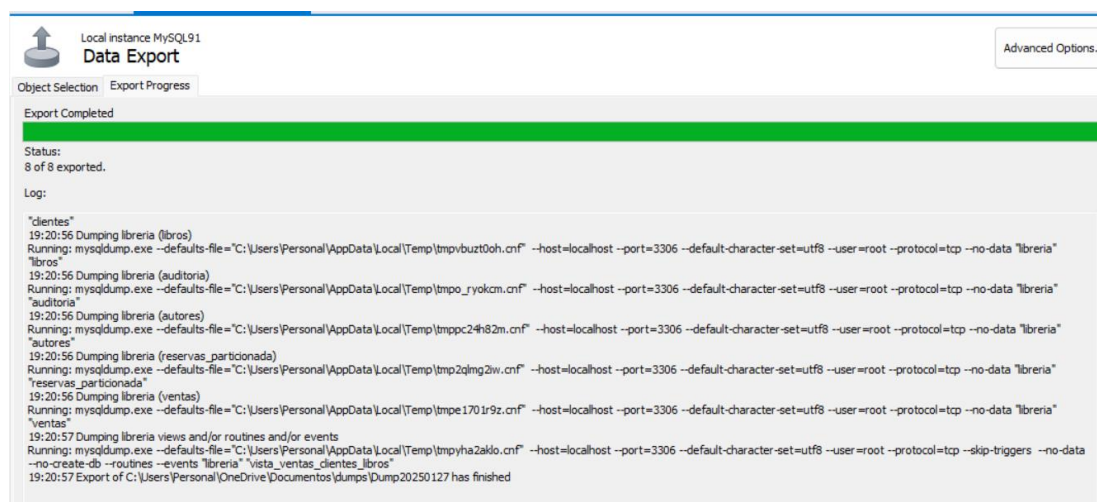 Local instance MySQL91
Data Export
Advanced Options.
Object Selection
Export Progress
Export Completed
Status:
8 of 8 exported.
Log:
"clientes"
19:20:56 Dumping libreria (libros)
Running: mysqldump.exe --defaults-file="C:\Users\Personal\AppData\Local\Temp\tmpvbuzt0oh.cnf"  --host=localhost --port=3306 --default-character-set=utf8 --user=root --protocol=tcp --no-data "libreria"
"libros"
19:20:56 Dumping libreria (auditoria)
Running: mysqldump.exe --defaults-file="C:\Users\Personal\AppData\Local\Temp\tmpo_ryokcm.cnf"  --host=localhost --port=3306 --default-character-set=utf8 --user=root --protocol=tcp --no-data "libreria"
"auditoria"
19:20:56 Dumping libreria (autores)
Running: mysqldump.exe --defaults-file="C:\Users\Personal\AppData\Local\Temp\tmppc24h82m.cnf"  --host=localhost --port=3306 --default-character-set=utf8 --user=root --protocol=tcp --no-data "libreria"
"autores"
19:20:56 Dumping libreria (reservas_particionada)
Running: mysqldump.exe --defaults-file="C:\Users\Personal\AppData\Local\Temp\tmp2qlmg2iw.cnf"  --host=localhost --port=3306 --default-character-set=utf8 --user=root --protocol=tcp --no-data "libreria"
"reservas_particionada"
19:20:56 Dumping libreria (ventas)
Running: mysqldump.exe --defaults-file="C:\Users\Personal\AppData\Local\Temp\tmpe1701r9z.cnf"  --host=localhost --port=3306 --default-character-set=utf8 --user=root --protocol=tcp --no-data "libreria"
"ventas"
19:20:57 Dumping libreria views and/or routines and/or events
Running: mysqldump.exe --defaults-file="C:\Users\Personal\AppData\Local\Temp\tmpyha2aklo.cnf"  --host=localhost --port=3306 --default-character-set=utf8 --user=root --protocol=tcp --skip-triggers  --no-data
--no-create-db --routines --events "libreria" "vista_ventas_clientes_libros"
19:20:57 Export of C:\Users\Personal\OneDrive\Documentos\dumps\Dump20250127 has finished